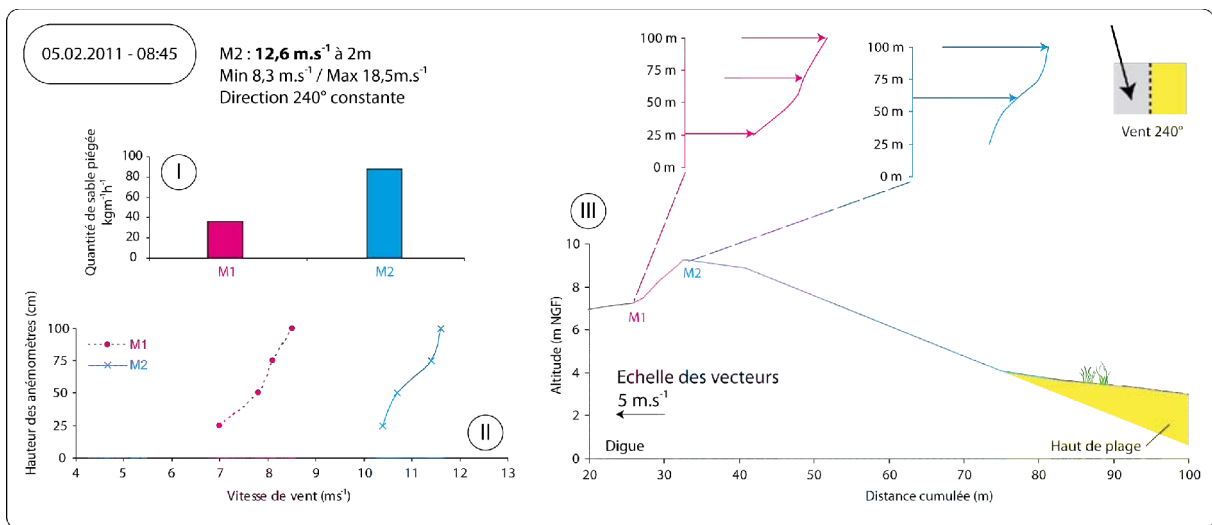 05.02.2011 - 08:45
M2 : 12,6 m.s⁻¹ à 2m
Min 8,3 m.s⁻¹ / Max 18,5m.s⁻¹
Direction 240° constante
Quantité de sable piégée
kgm⁻¹h⁻¹
100
80
60
40
20
0
I
M1
M2
Hauteur des anémomètres (cm)
100
75
50
25
0
M1
M2
II
4 5 6 7 8 9 10 11 12 13
Vitesse de vent (ms⁻¹)
100 m
75 m
50 m
25 m
0 m
100 m
75 m
50 m
25 m
0 m
Vent 240°
III
Altitude (m NGF)
10
8
6
4
2
0
M1
M2
Echelle des vecteurs
5 m.s⁻¹
Digue
Haut de plage
20 30 40 50 60 70 80 90 100
Distance cumulée (m)